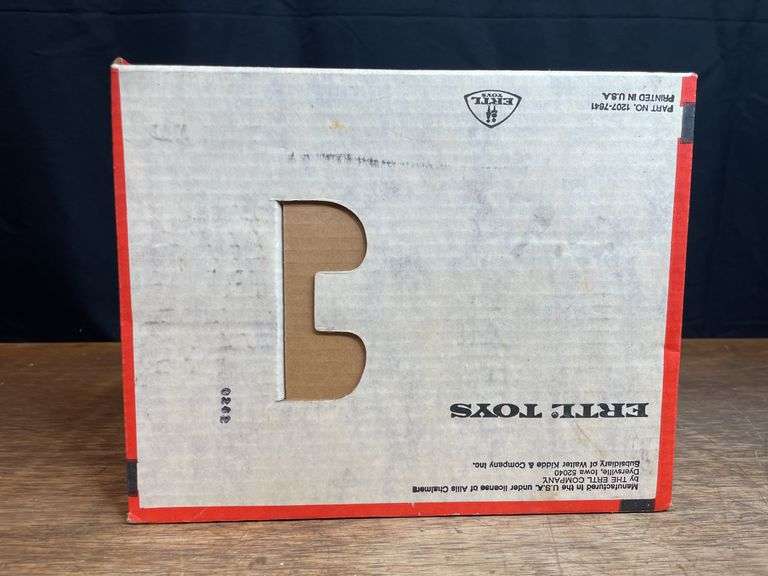 Manufactured in the U.S.A. under license of Allis Chalmers
by THE ERTL COMPANY
Dyersville, Iowa 52040
Subsidiary of Walter Kidde & Company Inc.
ERTL TOYS
PART NO. 1207-7841
PRINTED IN U.S.A.
ERTL
TOYS